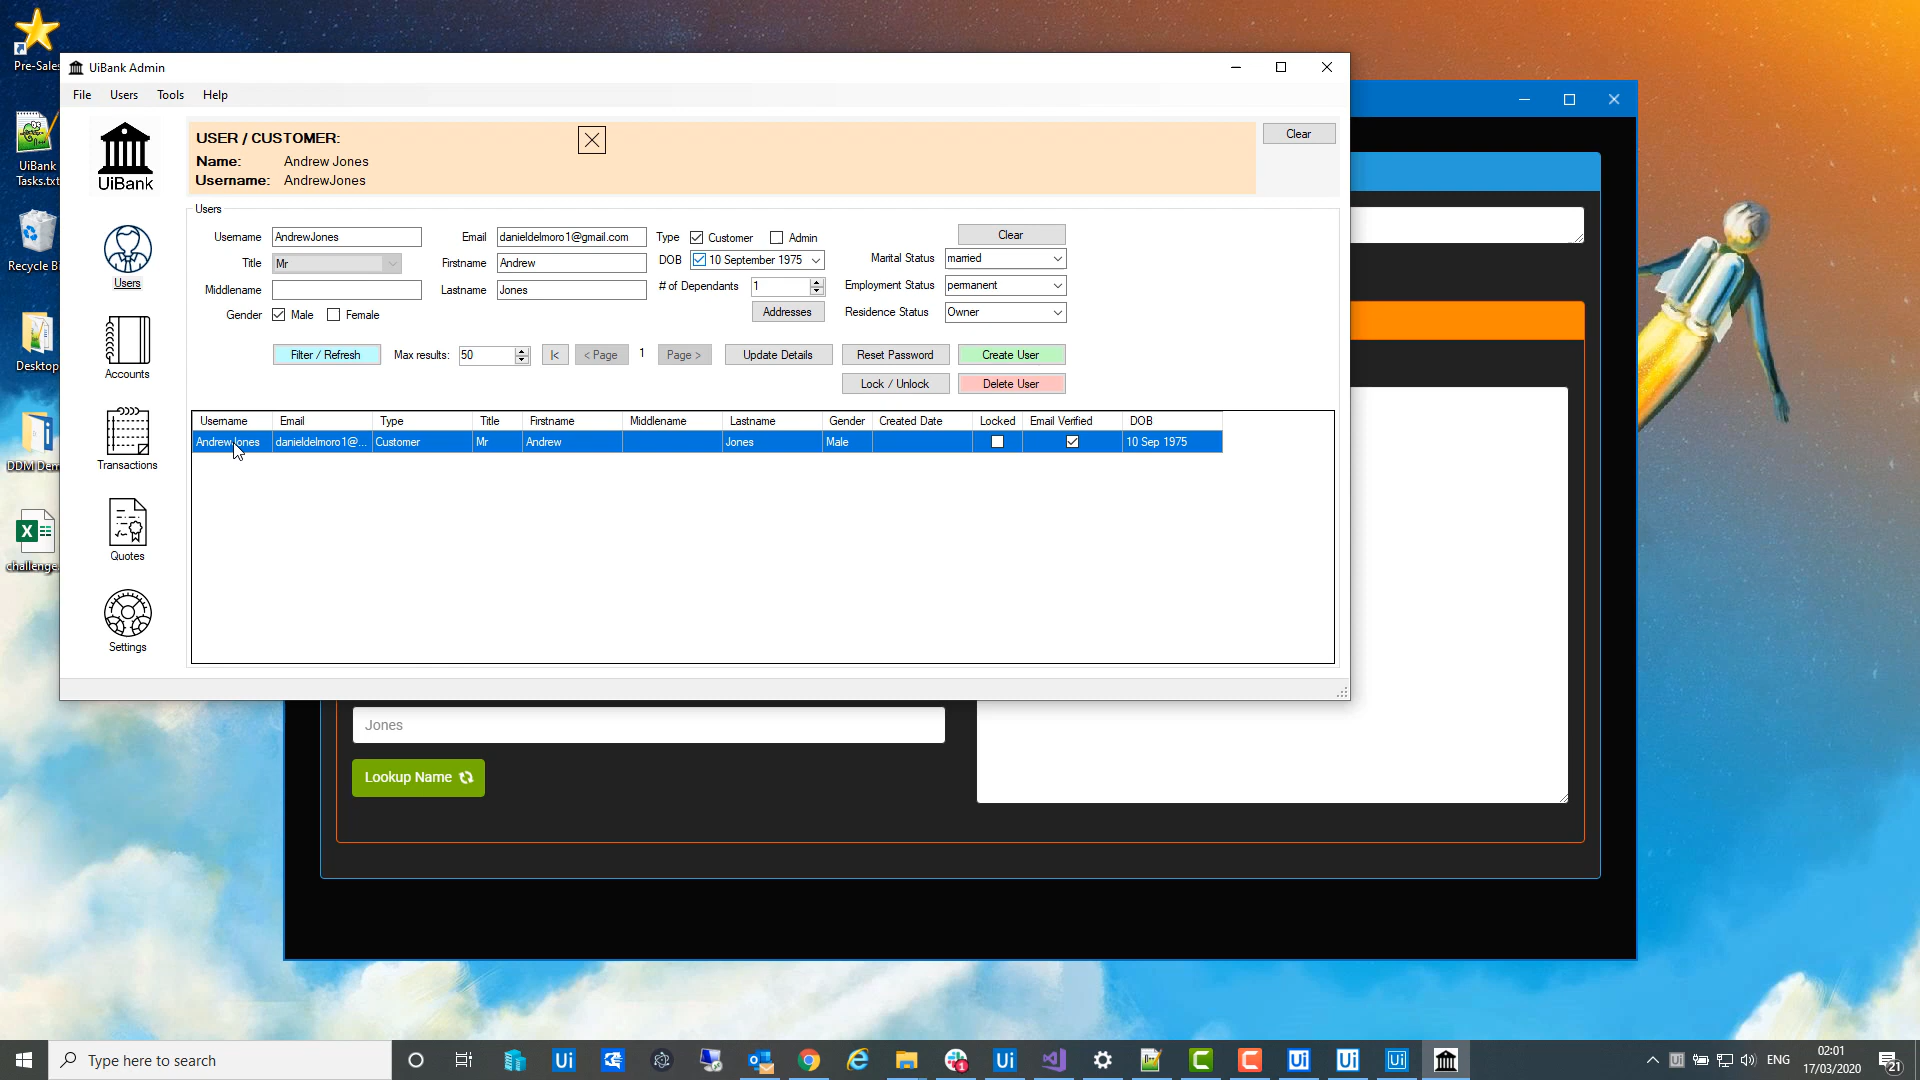 Pre-Sales
UiBank
Tasks.txt
Recycle Bi
Desktop
DDM Dem
challenge.
UiBank Admin
File Users Tools Help
UiBank
Users
Accounts
Transactions
Quotes
Settings
USER / CUSTOMER:
Name: Andrew Jones
Username: AndrewJones
Clear
Users
Username AndrewJones Email danieldelmoro1@gmail.com Type Customer Admin Clear
Title Mr Firstname Andrew DOB 10 September 1975 Marital Status married
Middlename Lastname Jones # of Dependants 1 Employment Status permanent
Gender Male Female Addresses Residence Status Owner
Filter / Refresh Max results: 50 |< < Page 1 Page > Update Details Reset Password Create User
Lock / Unlock Delete User
Username Email Type Title Firstname Middlename Lastname Gender Created Date Locked Email Verified DOB
AndrewJones danieldelmoro1@... Customer Mr Andrew Jones Male 10 Sep 1975
Jones
Lookup Name
Type here to search
ENG
02:01
17/03/2020
21